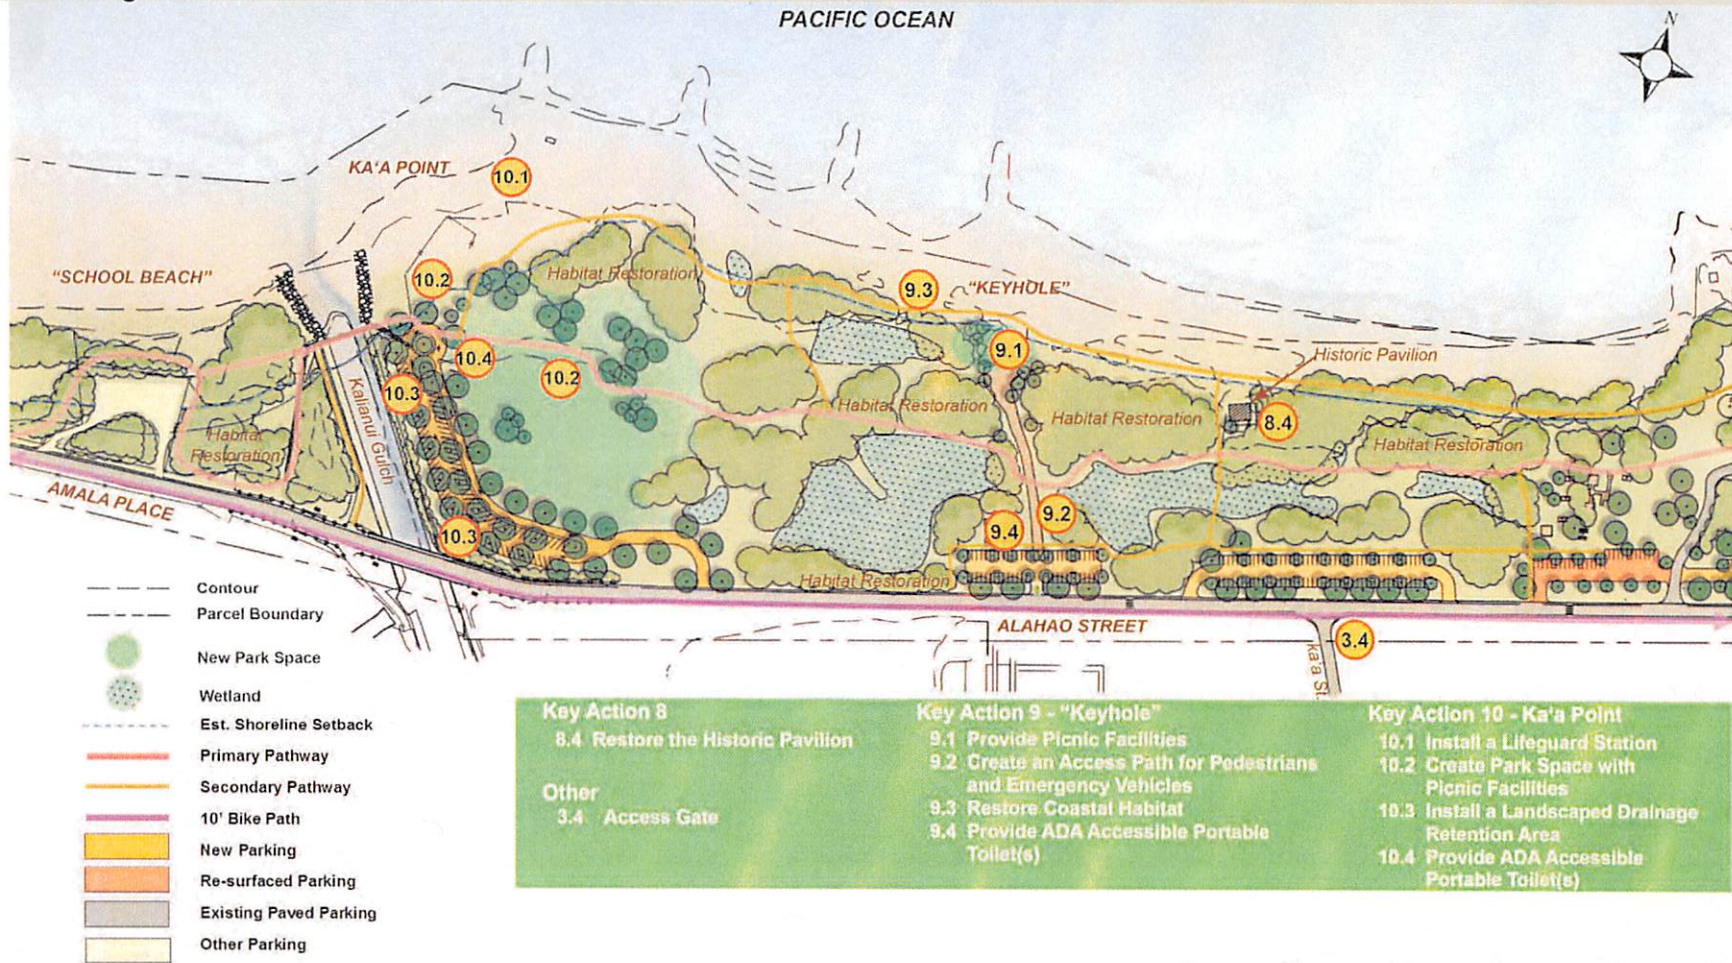 PACIFIC OCEAN
N
KA'A POINT
10.1
"SCHOOL BEACH"
10.2
Habitat Restoration
9.3
"KEYHOLE"
10.4
10.2
9.1
Historic Pavilion
10.3
Kalianui Gulch
Habitat Restoration
Habitat Restoration
8.4
Habitat Restoration
Habitat
Restoration
AMALA PLACE
10.3
9.4
9.2
Habitat Restoration
ALAHAO STREET
3.4
ka'a St.
Contour
Parcel Boundary
New Park Space
Wetland
Est. Shoreline Setback
Primary Pathway
Secondary Pathway
10' Bike Path
New Parking
Re-surfaced Parking
Existing Paved Parking
Other Parking
Key Action 8
8.4 Restore the Historic Pavilion
Other
3.4 Access Gate
Key Action 9 - "Keyhole"
9.1 Provide Picnic Facilities
9.2 Create an Access Path for Pedestrians
and Emergency Vehicles
9.3 Restore Coastal Habitat
9.4 Provide ADA Accessible Portable
Toilet(s)
Key Action 10 - Ka'a Point
10.1 Install a Lifeguard Station
10.2 Create Park Space with
Picnic Facilities
10.3 Install a Landscaped Drainage
Retention Area
10.4 Provide ADA Accessible
Portable Toilet(s)